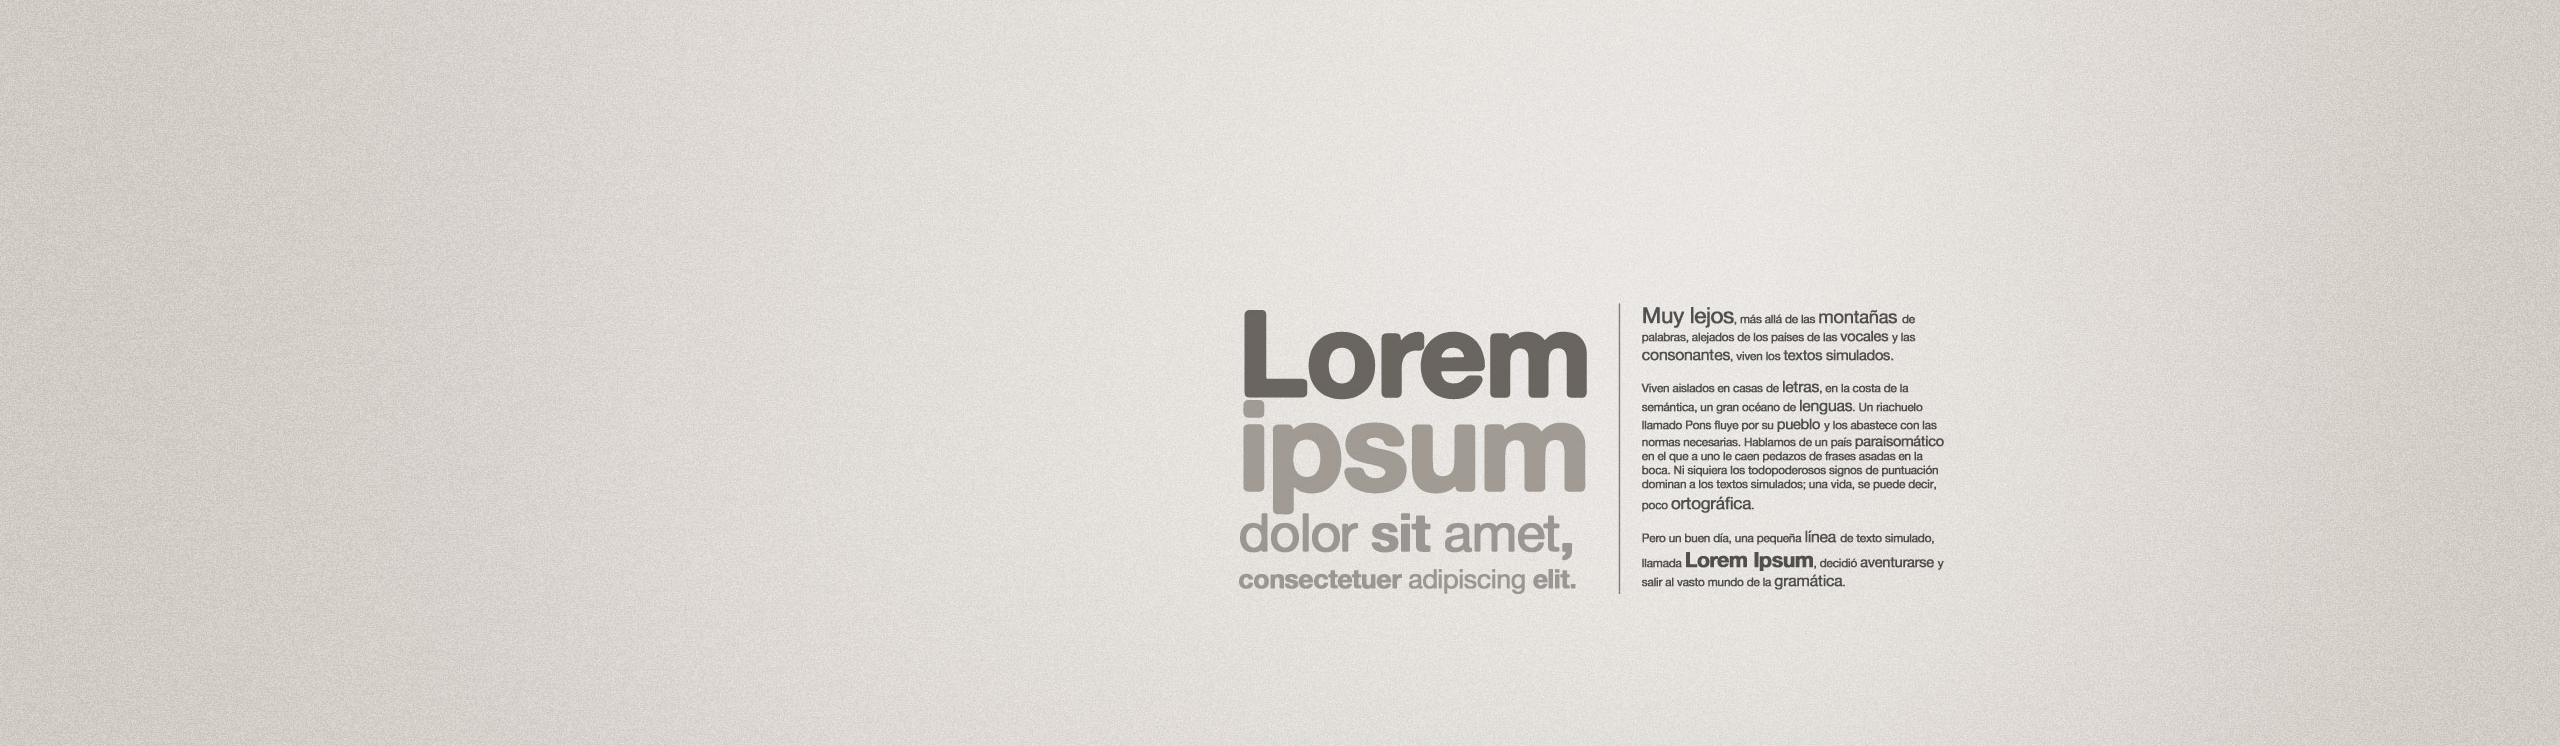 Lorem
ipsum
dolor sit amet,
consectetuer adipiscing elit.
Muy lejos, más allá de las montañas de
palabras, alejados de los países de las vocales y las
consonantes, viven los textos simulados.
Viven aislados en casas de letras, en la costa de la
semántica, un gran océano de lenguas. Un riachuelo
llamado Pons fluye por su pueblo y los abastece con las
normas necesarias. Hablamos de un país paraisomático
en el que a uno le caen pedazos de frases asadas en la
boca. Ni siquiera los todopoderosos signos de puntuación
dominan a los textos simulados; una vida, se puede decir,
poco ortográfica.
Pero un buen día, una pequeña línea de texto simulado,
llamada Lorem Ipsum, decidió aventurarse y
salir al vasto mundo de la gramática.